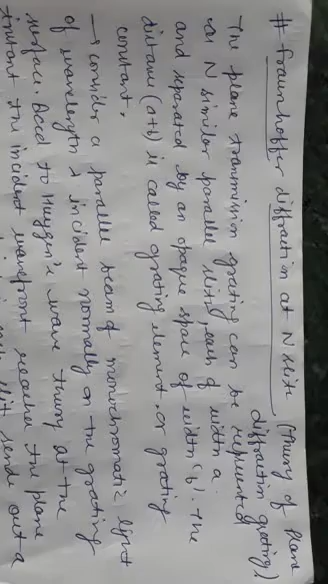 # Fraunhoffer diffraction at N slits (Theory of Plane
diffraction grating)
The plane transmission grating can be represented
as N similar parallel slits, each of width a
and separated by an opaque space of width (b). The
distance (a+b) is called grating element or grating
constant.
→ Consider a parallel beam of monochromatic light
of wavelength λ incident normally on the grating
surface. Accd to Huygen's wave theory at the
instant the incident wavefront reaches the plane
slit send out a